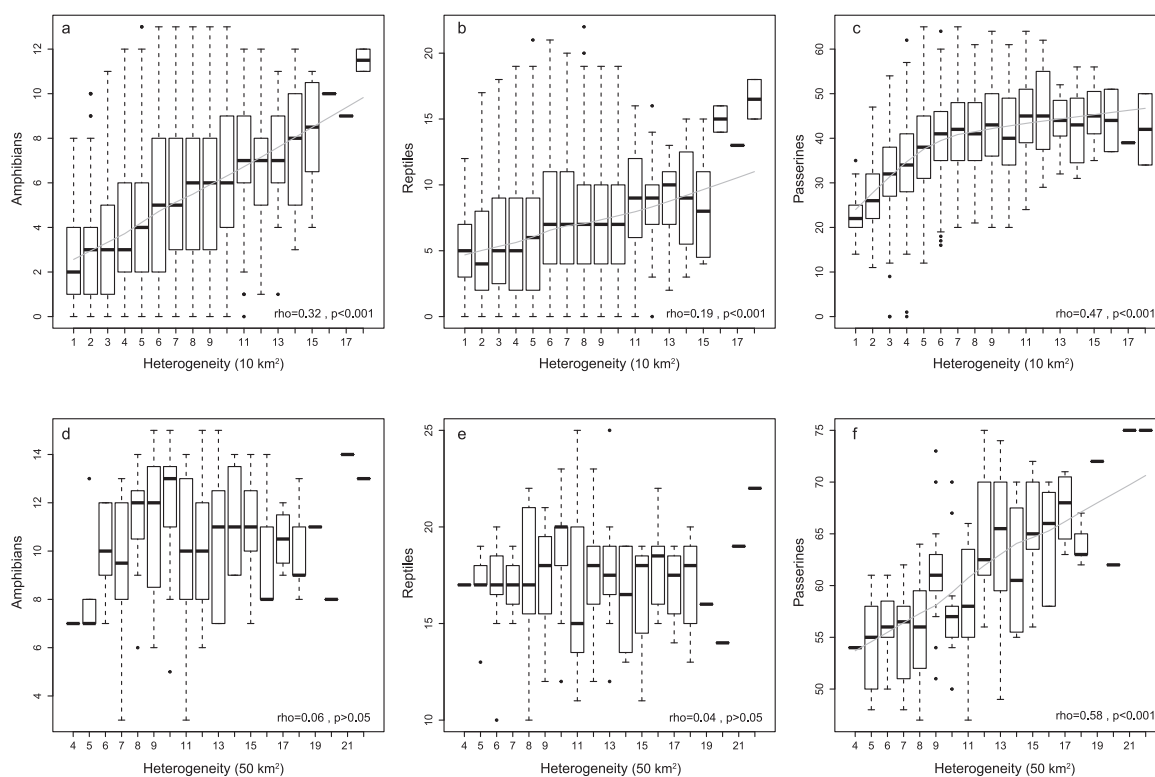 a
Amphibians
0 2 4 6 8 10 12
rho=0.32 , p<0.001
1 2 3 4 5 6 7 8 9 11 13 15 17
Heterogeneity (10 km²)
b
Reptiles
0 5 10 15 20
rho=0.19 , p<0.001
1 2 3 4 5 6 7 8 9 11 13 15 17
Heterogeneity (10 km²)
c
Passerines
0 10 20 30 40 50 60
rho=0.47 , p<0.001
1 2 3 4 5 6 7 8 9 11 13 15 17
Heterogeneity (10 km²)
d
Amphibians
4 6 8 10 12 14
rho=0.06 , p>0.05
4 5 6 7 8 9 11 13 15 17 19 21
Heterogeneity (50 km²)
e
Reptiles
10 15 20 25
rho=0.04 , p>0.05
4 5 6 7 8 9 11 13 15 17 19 21
Heterogeneity (50 km²)
f
Passerines
50 55 60 65 70 75
rho=0.58 , p<0.001
4 5 6 7 8 9 11 13 15 17 19 21
Heterogeneity (50 km²)